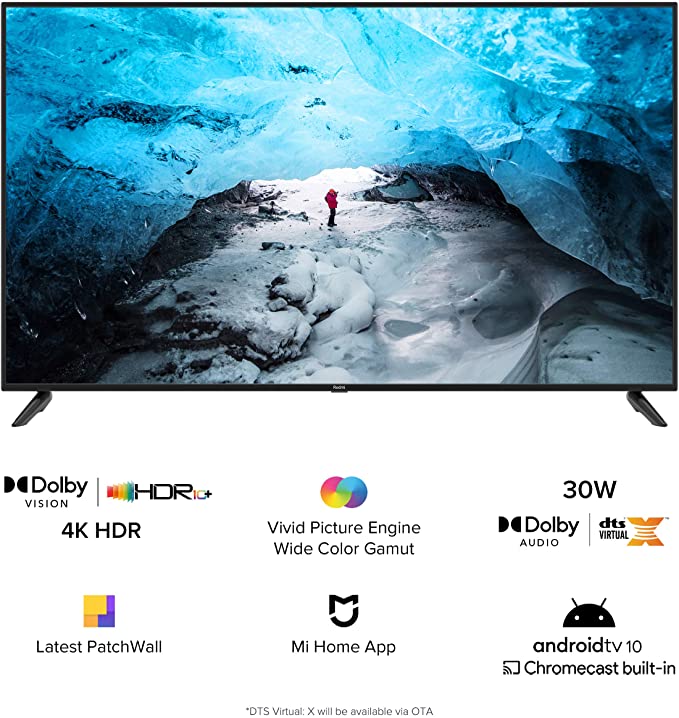 Redmi
Dolby
VISION
HDR10+
4K HDR
Vivid Picture Engine
Wide Color Gamut
30W
Dolby
AUDIO
dts
VIRTUAL
X
Latest PatchWall
Mi Home App
androidtv 10
Chromecast built-in
*DTS Virtual: X will be available via OTA